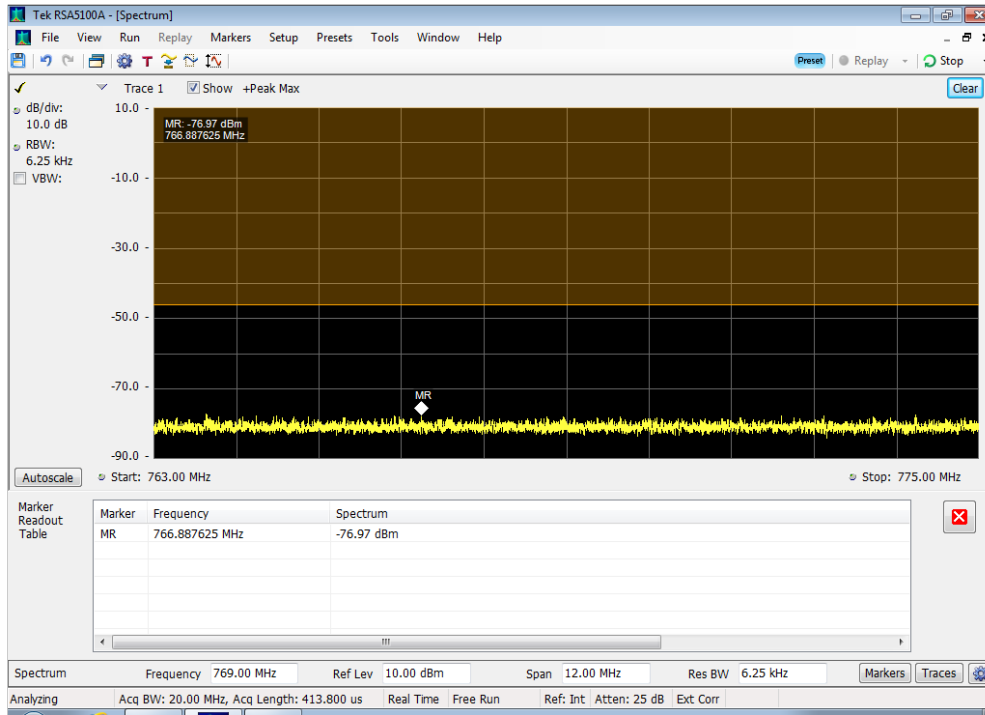 Tek RSA5100A - [Spectrum]
File View Run Replay Markers Setup Presets Tools Window Help
T Preset Replay Stop
Trace 1 Show +Peak Max Clear
dB/div:
10.0 dB
RBW:
6.25 kHz
VBW:
10.0
-10.0
-30.0
-50.0
-70.0
-90.0
MR: -76.97 dBm
766.887625 MHz
MR
Autoscale Start: 763.00 MHz Stop: 775.00 MHz
Marker
Readout
Table
Marker Frequency Spectrum
MR 766.887625 MHz -76.97 dBm
Spectrum Frequency 769.00 MHz Ref Lev 10.00 dBm Span 12.00 MHz Res BW 6.25 kHz Markers Traces
Analyzing Acq BW: 20.00 MHz, Acq Length: 413.800 us Real Time Free Run Ref: Int Atten: 25 dB Ext Corr